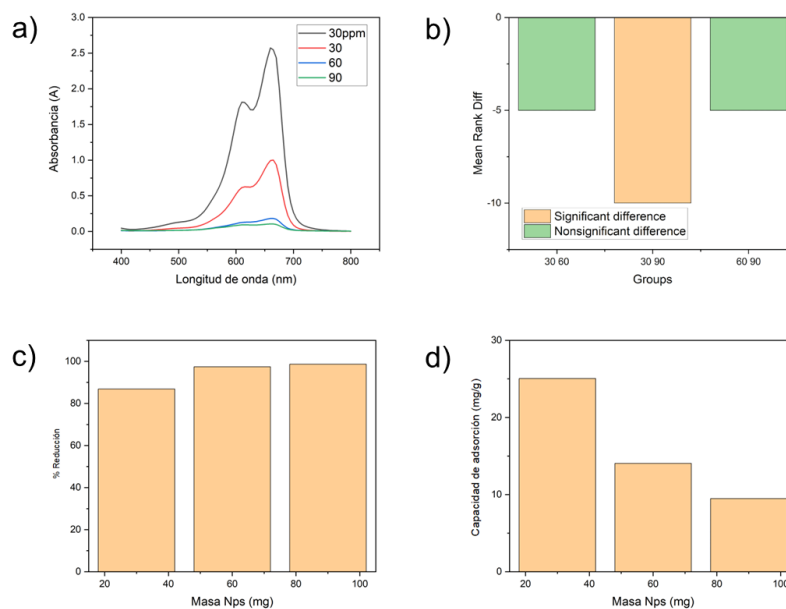 a)
3.0
2.5
2.0
1.5
1.0
0.5
0.0
Absorbancia (A)
30ppm
30
60
90
400 500 600 700 800
Longitud de onda (nm)
b)
0
-5
-10
Mean Rank Diff
Significant difference
Nonsignificant difference
30 60 30 90 60 90
Groups
c)
100
80
60
40
20
0
% Reducción
20 40 60 80 100
Masa Nps (mg)
d)
30
20
10
0
Capacidad de adsorción (mg/g)
20 40 60 80 100
Masa Nps (mg)